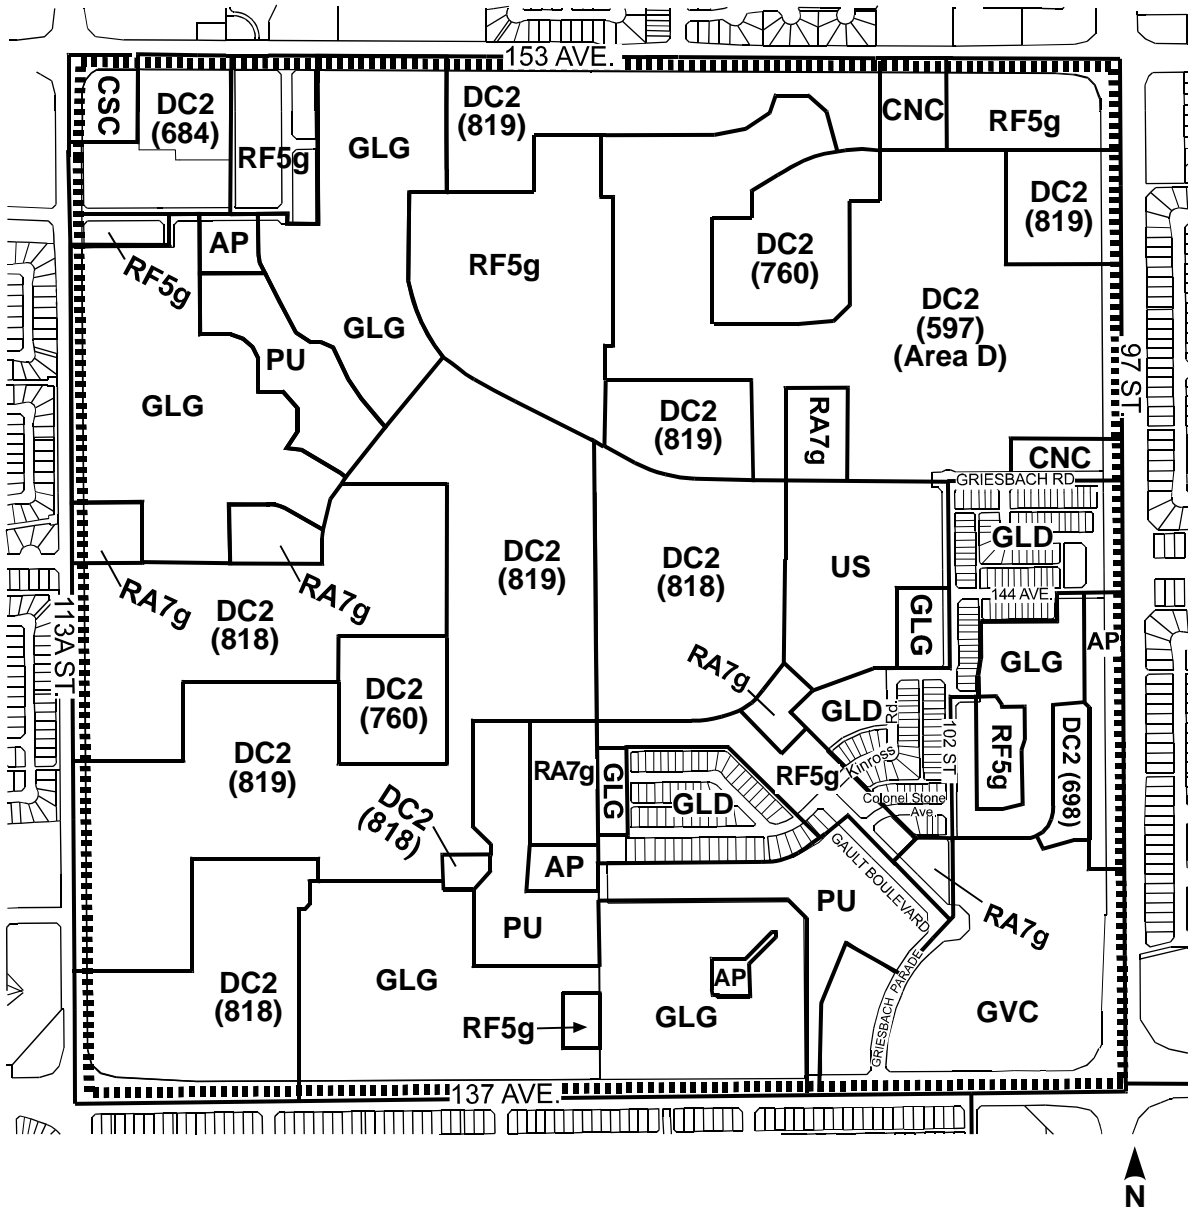 153 AVE.
CSC
DC2
(684)
RF5g
GLG
DC2
(819)
CNC
RF5g
DC2
(819)
AP
RF5g
RF5g
DC2
(760)
DC2
(597)
(Area D)
GLG
PU
GLG
97 ST
DC2
(819)
RA7g
CNC
GRIESBACH RD
GLD
DC2
(819)
DC2
(818)
US
144 AVE.
RA7g
RA7g
DC2
(818)
113A ST.
GLG
AP
GLG
RA7g
DC2
(760)
GLD
Rd.
Kinross
102 ST
RF5g
DC2 (698)
DC2
(819)
RA7g
GLG
RF5g
GLD
Colonel Stone
Ave.
DC2
(818)
AP
GAULT BOULEVARD
PU
RA7g
PU
DC2
(818)
GLG
AP
GRIESBACH PARADE
GVC
RF5g
GLG
137 AVE.
N